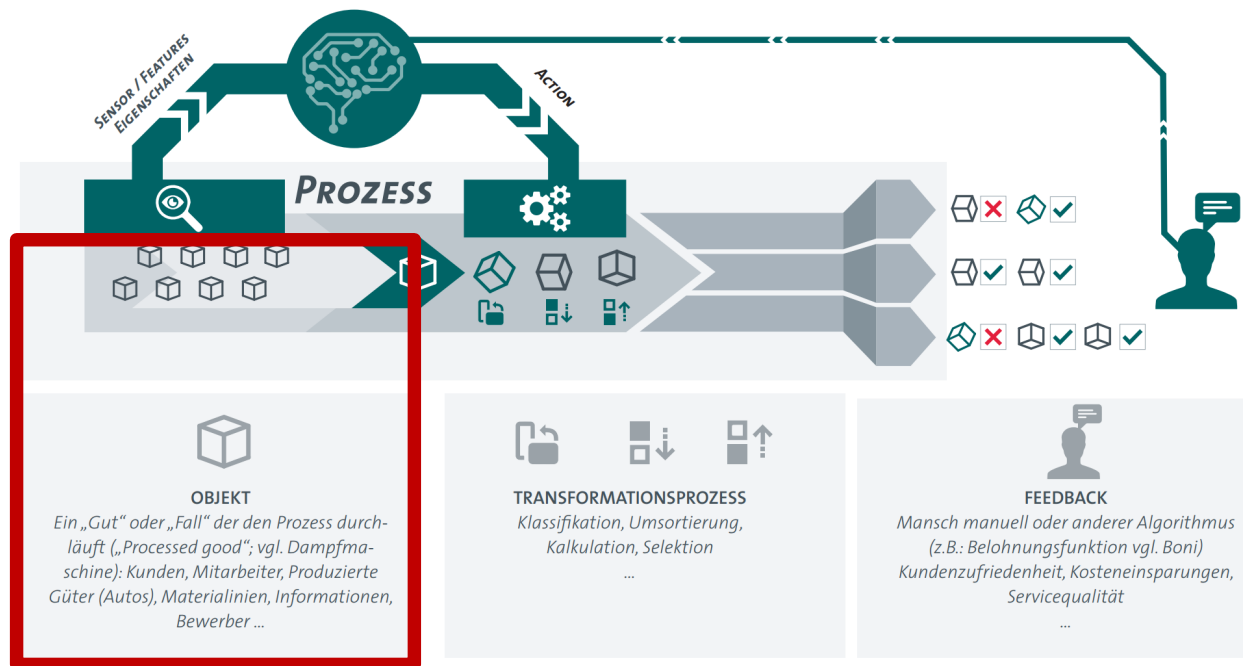 SENSOR / FEATURES
EIGENSCHAFTEN
ACTION
PROZESS
OBJEKT
Ein „Gut“ oder „Fall“ der den Prozess durch-
läuft („Processed good“; vgl. Dampfma-
schine): Kunden, Mitarbeiter, Produzierte
Güter (Autos), Materialinien, Informationen,
Bewerber ...
TRANSFORMATIONSPROZESS
Klassifikation, Umsortierung,
Kalkulation, Selektion
...
FEEDBACK
Mansch manuell oder anderer Algorithmus
(z.B.: Belohnungsfunktion vgl. Boni)
Kundenzufriedenheit, Kosteneinsparungen,
Servicequalität
...